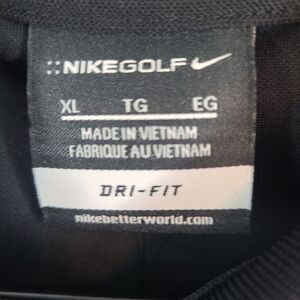 ::NIKEGOLF
XL TG EG
MADE IN VIETNAM
FABRIQUE AU VIETNAM
DRI-FIT
nikebetterworld.com